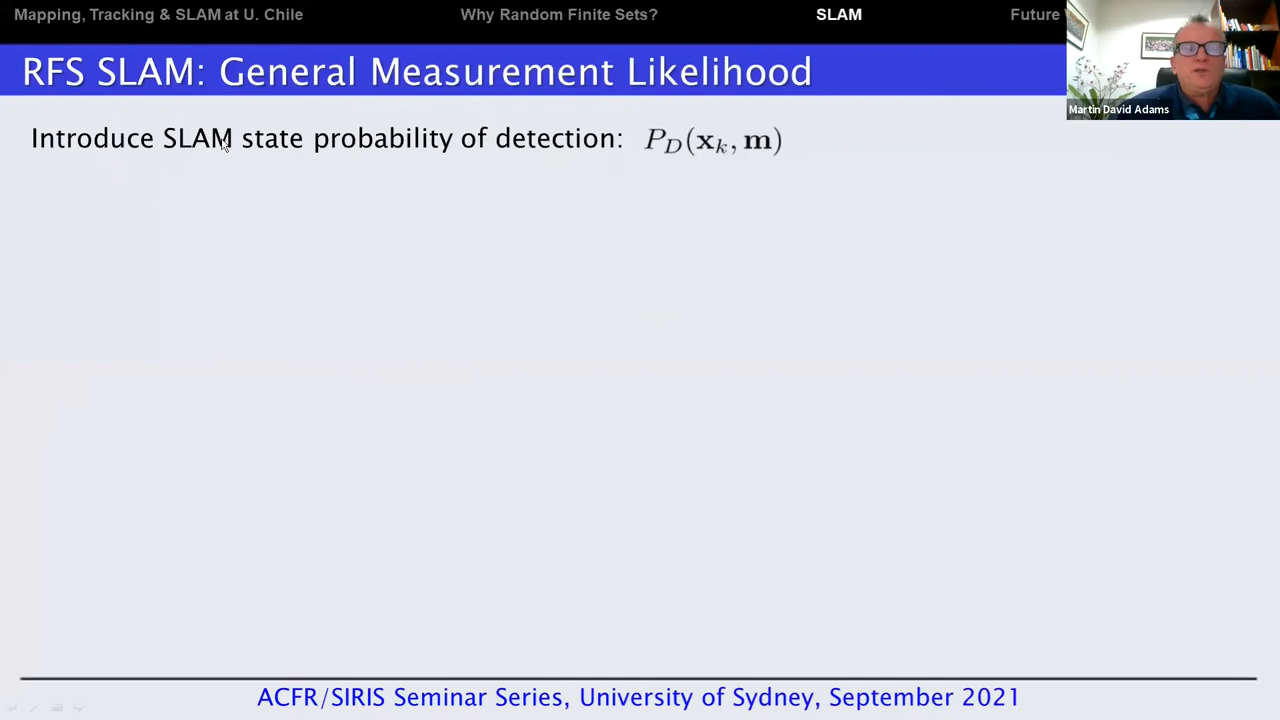 Mapping, Tracking & SLAM at U. Chile Why Random Finite Sets? SLAM Future
RFS SLAM: General Measurement Likelihood
Martin David Adams
Introduce SLAM state probability of detection: P_D(x_k, m)
ACFR/SIRIS Seminar Series, University of Sydney, September 2021